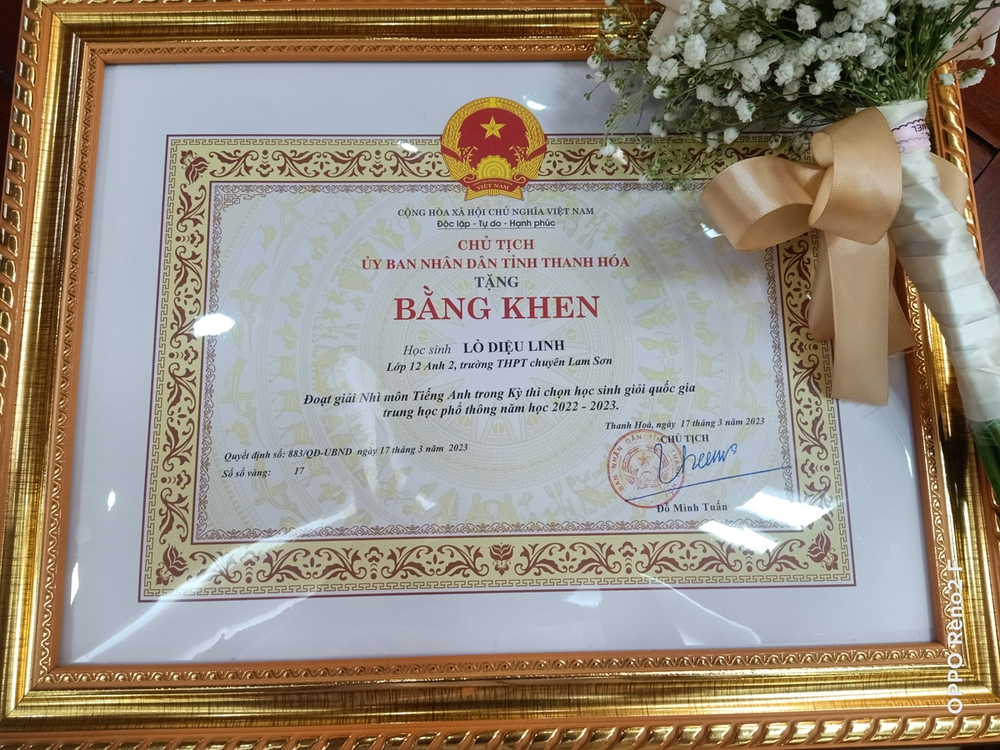 VIỆT NAM
CỘNG HÒA XÃ HỘI CHỦ NGHĨA VIỆT NAM
Độc lập - Tự do - Hạnh phúc
CHỦ TỊCH
ỦY BAN NHÂN DÂN TỈNH THANH HÓA
TẶNG
BẰNG KHEN
Học sinh LÒ DIỆU LINH
Lớp 12 Anh 2, trường THPT chuyên Lam Sơn
Đoạt giải Nhì môn Tiếng Anh trong Kỳ thi chọn học sinh giỏi quốc gia
trung học phổ thông năm học 2022 - 2023.
Thanh Hoá, ngày 17 tháng 3 năm 2023
CHỦ TỊCH
Quyết định số: 883/QĐ-UBND ngày 17 tháng 3 năm 2023
Số sổ vàng: 17
Đỗ Minh Tuấn
OPPO Reno2 F